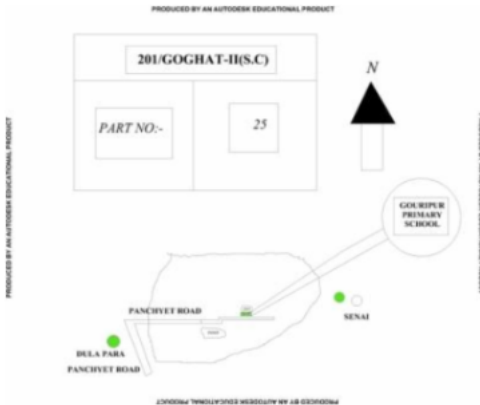 PRODUCED BY AN AUTODESK EDUCATIONAL PRODUCT
201/GOGHAT-II(S.C)
PART NO:-
25
N
GOURIPUR
PRIMARY
SCHOOL
PANCHYET ROAD
SENAI
DULA PARA
PANCHYET ROAD
PRODUCED BY AN AUTODESK EDUCATIONAL PRODUCT
PRODUCED BY AN AUTODESK EDUCATIONAL PRODUCT